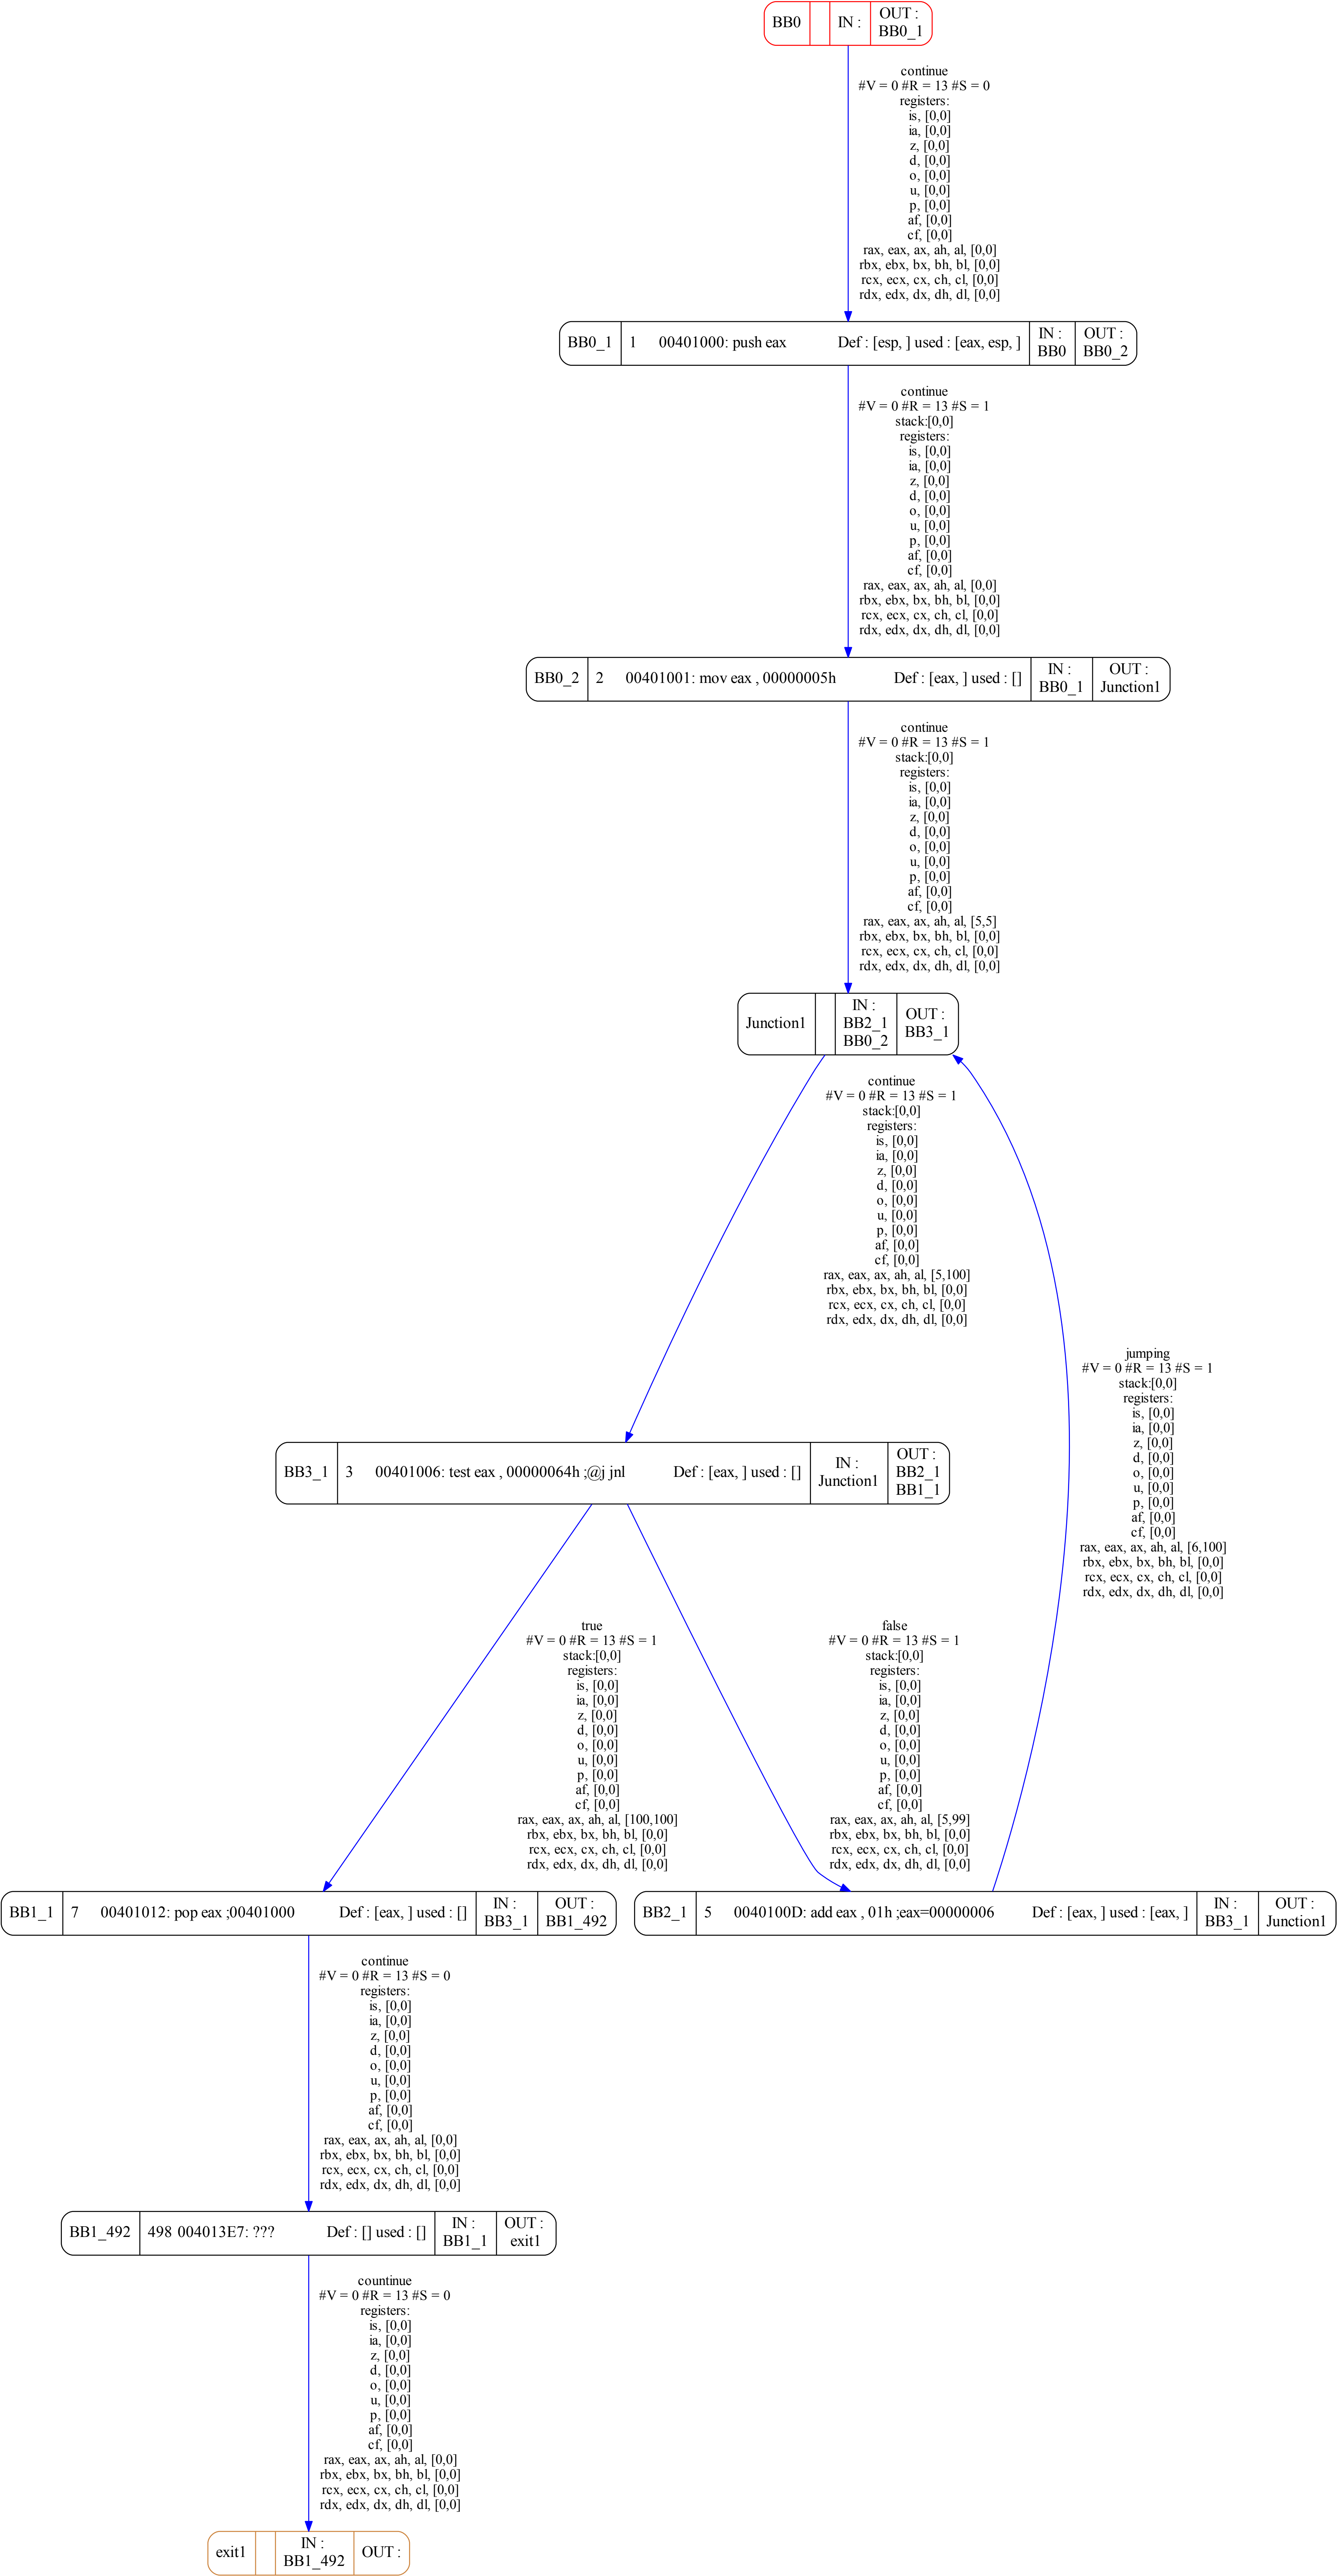 BB0
IN :
OUT :
BB0_1
continue
#V = 0 #R = 13 #S = 0
registers:
is, [0,0]
ia, [0,0]
z, [0,0]
d, [0,0]
o, [0,0]
u, [0,0]
p, [0,0]
af, [0,0]
cf, [0,0]
rax, eax, ax, ah, al, [0,0]
rbx, ebx, bx, bh, bl, [0,0]
rcx, ecx, cx, ch, cl, [0,0]
rdx, edx, dx, dh, dl, [0,0]
BB0_1
1 00401000: push eax Def : [esp, ] used : [eax, esp, ]
IN :
BB0
OUT :
BB0_2
continue
#V = 0 #R = 13 #S = 1
stack:[0,0]
registers:
is, [0,0]
ia, [0,0]
z, [0,0]
d, [0,0]
o, [0,0]
u, [0,0]
p, [0,0]
af, [0,0]
cf, [0,0]
rax, eax, ax, ah, al, [0,0]
rbx, ebx, bx, bh, bl, [0,0]
rcx, ecx, cx, ch, cl, [0,0]
rdx, edx, dx, dh, dl, [0,0]
BB0_2
2 00401001: mov eax , 00000005h Def : [eax, ] used : []
IN :
BB0_1
OUT :
Junction1
continue
#V = 0 #R = 13 #S = 1
stack:[0,0]
registers:
is, [0,0]
ia, [0,0]
z, [0,0]
d, [0,0]
o, [0,0]
u, [0,0]
p, [0,0]
af, [0,0]
cf, [0,0]
rax, eax, ax, ah, al, [5,5]
rbx, ebx, bx, bh, bl, [0,0]
rcx, ecx, cx, ch, cl, [0,0]
rdx, edx, dx, dh, dl, [0,0]
Junction1
IN :
BB2_1
BB0_2
OUT :
BB3_1
continue
#V = 0 #R = 13 #S = 1
stack:[0,0]
registers:
is, [0,0]
ia, [0,0]
z, [0,0]
d, [0,0]
o, [0,0]
u, [0,0]
p, [0,0]
af, [0,0]
cf, [0,0]
rax, eax, ax, ah, al, [5,100]
rbx, ebx, bx, bh, bl, [0,0]
rcx, ecx, cx, ch, cl, [0,0]
rdx, edx, dx, dh, dl, [0,0]
jumping
#V = 0 #R = 13 #S = 1
stack:[0,0]
registers:
is, [0,0]
ia, [0,0]
z, [0,0]
d, [0,0]
o, [0,0]
u, [0,0]
p, [0,0]
af, [0,0]
cf, [0,0]
rax, eax, ax, ah, al, [6,100]
rbx, ebx, bx, bh, bl, [0,0]
rcx, ecx, cx, ch, cl, [0,0]
rdx, edx, dx, dh, dl, [0,0]
BB3_1
3 00401006: test eax , 00000064h ;@j jnl Def : [eax, ] used : []
IN :
Junction1
OUT :
BB2_1
BB1_1
true
#V = 0 #R = 13 #S = 1
stack:[0,0]
registers:
is, [0,0]
ia, [0,0]
z, [0,0]
d, [0,0]
o, [0,0]
u, [0,0]
p, [0,0]
af, [0,0]
cf, [0,0]
rax, eax, ax, ah, al, [100,100]
rbx, ebx, bx, bh, bl, [0,0]
rcx, ecx, cx, ch, cl, [0,0]
rdx, edx, dx, dh, dl, [0,0]
false
#V = 0 #R = 13 #S = 1
stack:[0,0]
registers:
is, [0,0]
ia, [0,0]
z, [0,0]
d, [0,0]
o, [0,0]
u, [0,0]
p, [0,0]
af, [0,0]
cf, [0,0]
rax, eax, ax, ah, al, [5,99]
rbx, ebx, bx, bh, bl, [0,0]
rcx, ecx, cx, ch, cl, [0,0]
rdx, edx, dx, dh, dl, [0,0]
BB1_1
7 00401012: pop eax ;00401000 Def : [eax, ] used : []
IN :
BB3_1
OUT :
BB1_492
BB2_1
5 0040100D: add eax , 01h ;eax=00000006 Def : [eax, ] used : [eax, ]
IN :
BB3_1
OUT :
Junction1
continue
#V = 0 #R = 13 #S = 0
registers:
is, [0,0]
ia, [0,0]
z, [0,0]
d, [0,0]
o, [0,0]
u, [0,0]
p, [0,0]
af, [0,0]
cf, [0,0]
rax, eax, ax, ah, al, [0,0]
rbx, ebx, bx, bh, bl, [0,0]
rcx, ecx, cx, ch, cl, [0,0]
rdx, edx, dx, dh, dl, [0,0]
BB1_492
498 004013E7: ??? Def : [] used : []
IN :
BB1_1
OUT :
exit1
countinue
#V = 0 #R = 13 #S = 0
registers:
is, [0,0]
ia, [0,0]
z, [0,0]
d, [0,0]
o, [0,0]
u, [0,0]
p, [0,0]
af, [0,0]
cf, [0,0]
rax, eax, ax, ah, al, [0,0]
rbx, ebx, bx, bh, bl, [0,0]
rcx, ecx, cx, ch, cl, [0,0]
rdx, edx, dx, dh, dl, [0,0]
exit1
IN :
BB1_492
OUT :